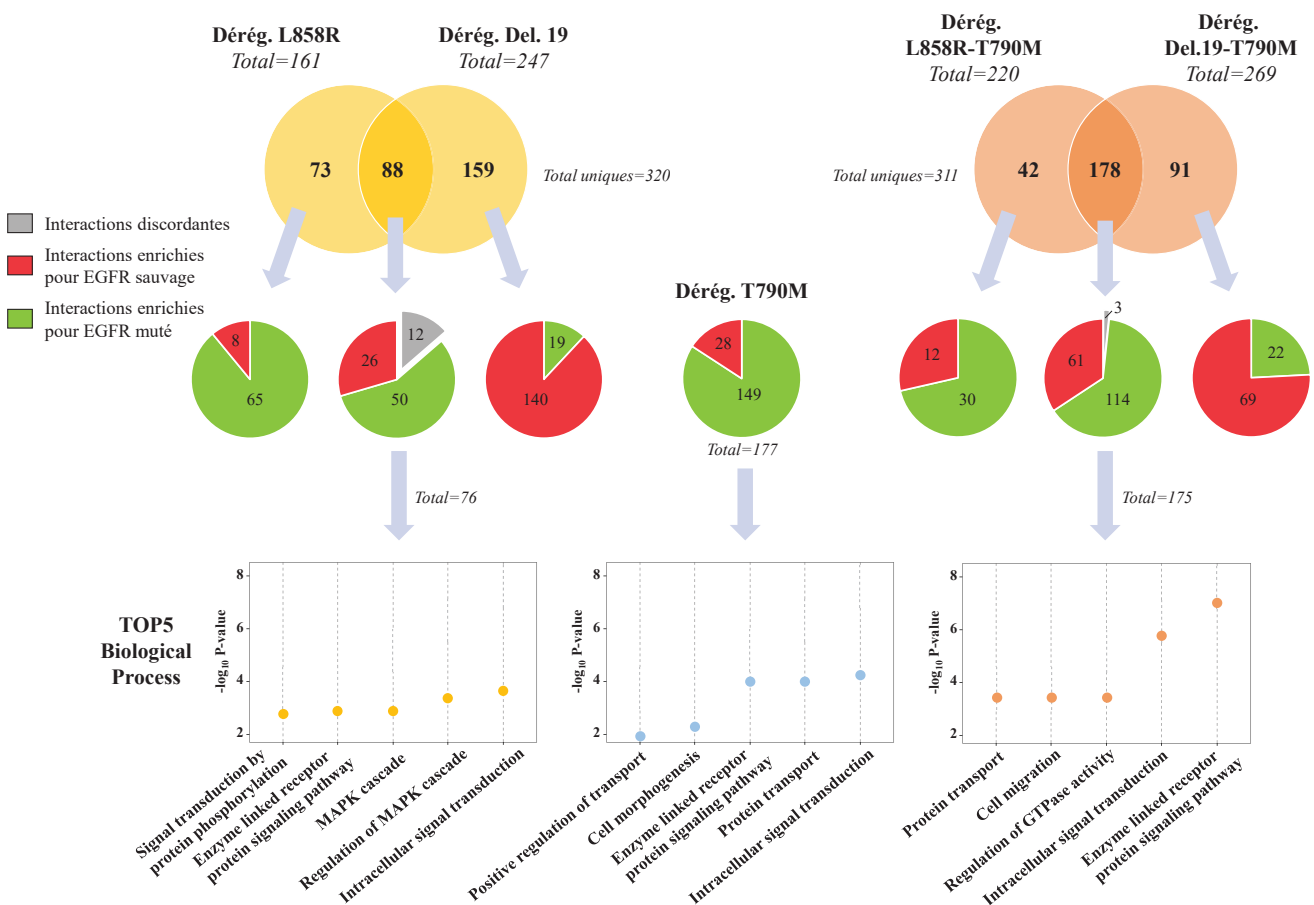 Dérég. L858R
Total=161
Dérég. Del. 19
Total=247
73
88
159
Total uniques=320
Dérég.
L858R-T790M
Total=220
Dérég.
Del.19-T790M
Total=269
Total uniques=311
42
178
91
Interactions discordantes
Interactions enrichies
pour EGFR sauvage
Interactions enrichies
pour EGFR muté
8
65
26
12
50
19
140
Dérég. T790M
28
149
Total=177
12
30
3
61
114
22
69
Total=76
Total=175
TOP5
Biological
Process
-log10 P-value
8
6
4
2
Signal transduction by
protein phosphorylation
Enzyme linked receptor
protein signaling pathway
MAPK cascade
Regulation of MAPK cascade
Intracellular signal transduction
-log10 P-value
8
6
4
2
Positive regulation of transport
Cell morphogenesis
Enzyme linked receptor
protein signaling pathway
Protein transport
Intracellular signal transduction
-log10 P-value
8
6
4
2
Protein transport
Cell migration
Regulation of GTPase activity
Intracellular signal transduction
Enzyme linked receptor
protein signaling pathway